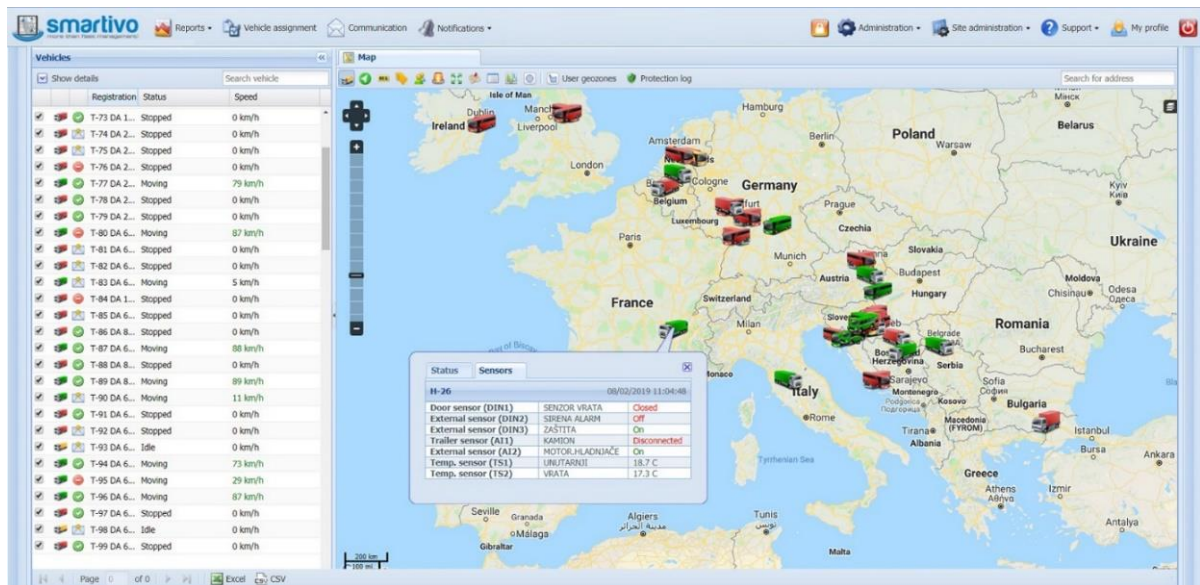 smartivo
Reports
Vehicle assignment
Communication
Notifications
Administration
Site administration
Support
My profile
Vehicles
Map
Show details
Search vehicle
User geozones
Protection log
Search for address
Registration Status Speed
T-73 DA 1... Stopped 0 km/h
T-74 DA 2... Stopped 0 km/h
T-75 DA 2... Stopped 0 km/h
T-76 DA 2... Stopped 0 km/h
T-77 DA 2... Moving 79 km/h
T-78 DA 2... Stopped 0 km/h
T-79 DA 2... Stopped 0 km/h
T-80 DA 6... Moving 87 km/h
T-81 DA 6... Stopped 0 km/h
T-82 DA 6... Stopped 0 km/h
T-83 DA 6... Moving 5 km/h
T-84 DA 1... Stopped 0 km/h
T-85 DA 6... Stopped 0 km/h
T-86 DA 8... Stopped 0 km/h
T-87 DA 6... Moving 88 km/h
T-88 DA 8... Stopped 0 km/h
T-89 DA 8... Moving 89 km/h
T-90 DA 6... Moving 11 km/h
T-91 DA 6... Stopped 0 km/h
T-92 DA 6... Stopped 0 km/h
T-93 DA 6... Idle 0 km/h
T-94 DA 6... Moving 73 km/h
T-95 DA 6... Moving 29 km/h
T-96 DA 6... Moving 87 km/h
T-97 DA 6... Stopped 0 km/h
T-98 DA 6... Idle 0 km/h
T-99 DA 6... Stopped 0 km/h
Page 0 of 0
Excel
CSV
Isle of Man
Dublin
Ireland
Liverpool
Hamburg
Мінск
Belarus
Amsterdam
Berlin
Poland
Warsaw
London
Cologne
Germany
Belgium
Kyiv
Київ
Luxembourg
Prague
Czechia
Paris
Ukraine
Slovakia
Munich
Austria
Budapest
Moldova
Hungary
Chisinau
Odesa
Одеса
France
Switzerland
Milan
Romania
Belgrade
Bucharest
Herzegovina
Serbia
Sarajevo
Montenegro
Kosovo
Sofia
София
Bulgaria
Podgorica
Подгорица
Italy
Rome
Macedonia
(FYROM)
Tirana
Albania
Istanbul
Bursa
Ankara
Tyrrhenian Sea
Greece
Athens
Αθήνα
Izmir
Antalya
Status
Sensors
H-26 08/02/2019 11:04:48
Door sensor (DIN1) SENZOR VRATA Closed
External sensor (DIN2) SIRENA ALARM Off
External sensor (DIN3) ZAŠTITA On
Trailer sensor (AI1) KAMION Disconnected
External sensor (AI2) MOTOR.HLADNJAČE On
Temp. sensor (TS1) UNUTARNJI 18.7 C
Temp. sensor (TS2) VRATA 17.3 C
Seville
Granada
Málaga
Gibraltar
Algiers
مدينة الجزائر
Tunis
تونس
Malta
200 km
100 mi